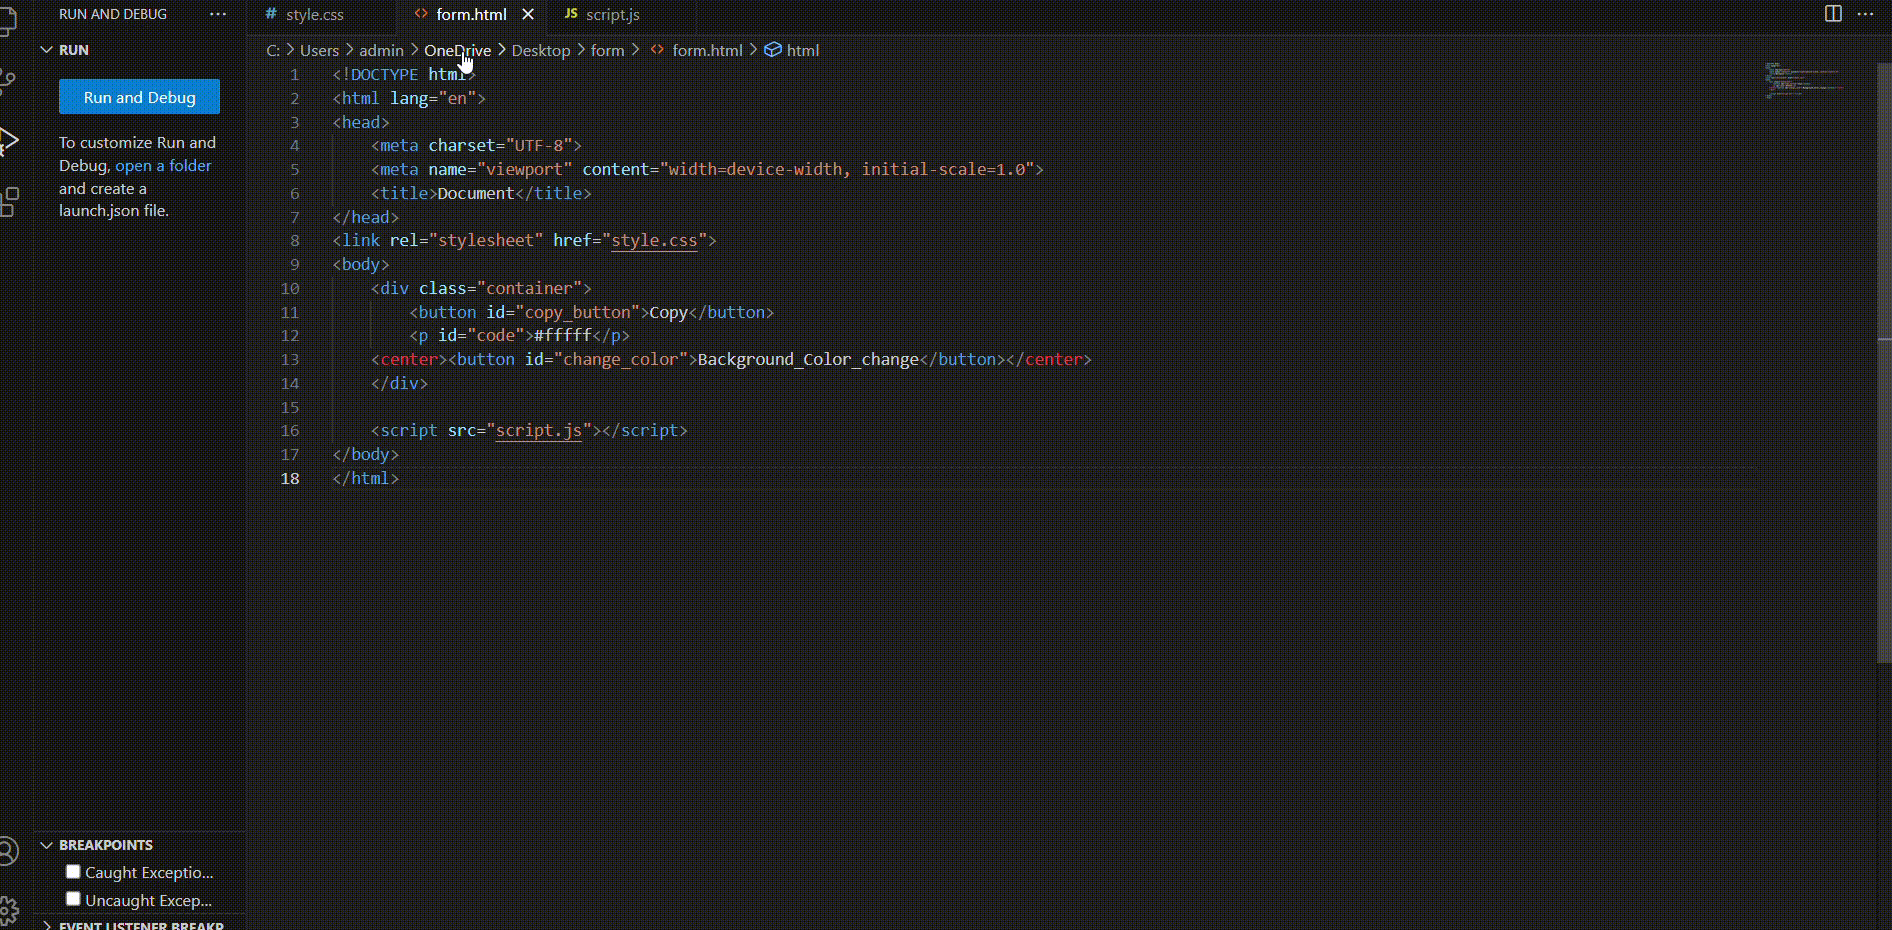 RUN AND DEBUG ···
# style.css
<> form.html ×
JS script.js
RUN
Run and Debug
To customize Run and
Debug, open a folder
and create a
launch.json file.
C: > Users > admin > OneDrive > Desktop > form > <> form.html > html
1 <!DOCTYPE html>
2 <html lang="en">
3 <head>
4 <meta charset="UTF-8">
5 <meta name="viewport" content="width=device-width, initial-scale=1.0">
6 <title>Document</title>
7 </head>
8 <link rel="stylesheet" href="style.css">
9 <body>
10 <div class="container">
11 <button id="copy_button">Copy</button>
12 <p id="code">#fffff</p>
13 <center><button id="change_color">Background_Color_change</button></center>
14 </div>
15
16 <script src="script.js"></script>
17 </body>
18 </html>
BREAKPOINTS
Caught Exceptio...
Uncaught Excep...
EVENT LISTENER BREAKP